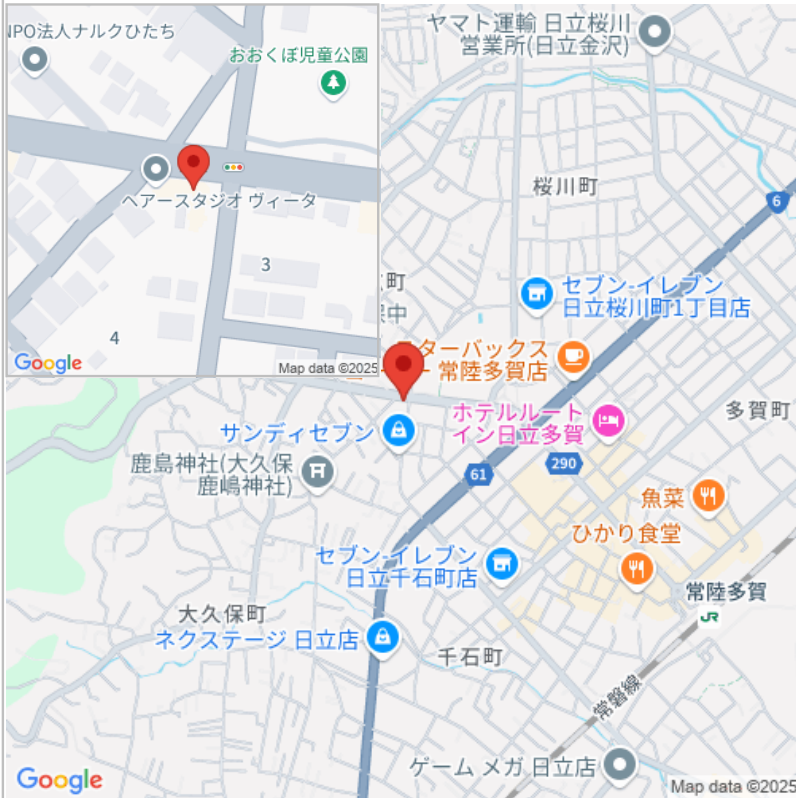 NPO法人ナルクひたち
おおくぼ児童公園
ヘアースタジオ ヴィータ
3
4
Google
Map data ©2025
ヤマト運輸 日立桜川
営業所(日立金沢)
桜川町
6
町
セブン-イレブン
日立桜川町1丁目店
ターバックス
常陸多賀店
ホテルルート
イン日立多賀
多賀町
サンディセブン
鹿島神社(大久保
鹿嶋神社)
61
290
魚菜
ひかり食堂
セブン-イレブン
日立千石町店
常陸多賀
JR
大久保町
ネクステージ 日立店
千石町
常磐線
ゲーム メガ 日立店
Google
Map data ©2025